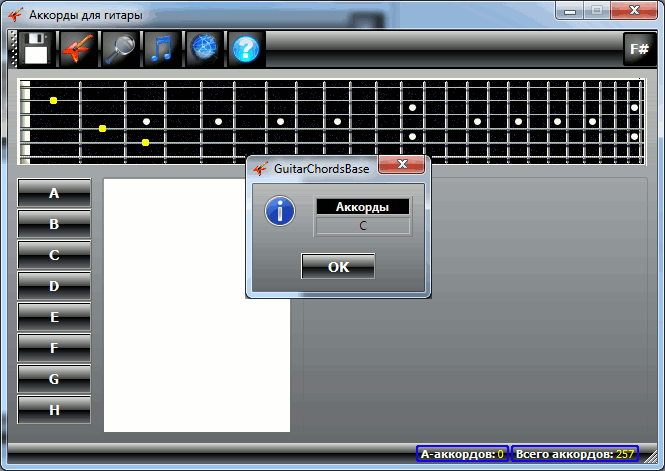 Аккорды для гитары
F#
GuitarChordsBase
Аккорды
C
OK
A
B
C
D
E
F
G
H
A-аккордов: 0
Всего аккордов: 257